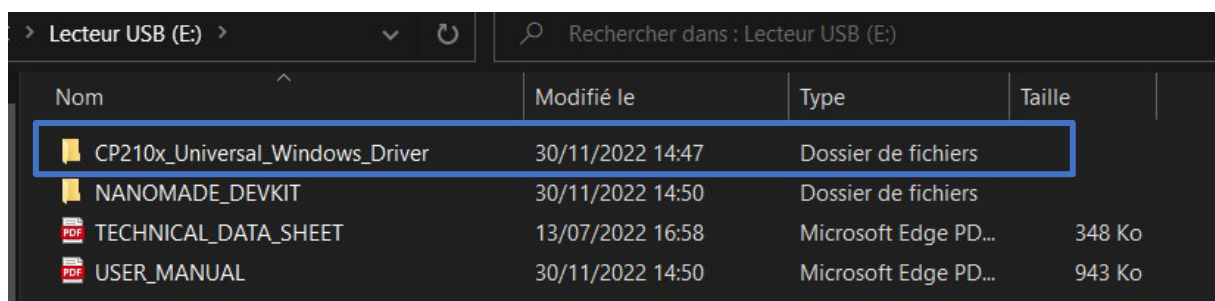 > Lecteur USB (E:) > Rechercher dans : Lecteur USB (E:)
Nom Modifié le Type Taille
CP210x_Universal_Windows_Driver 30/11/2022 14:47 Dossier de fichiers
NANOMADE_DEVKIT 30/11/2022 14:50 Dossier de fichiers
PDF TECHNICAL_DATA_SHEET 13/07/2022 16:58 Microsoft Edge PD... 348 Ko
PDF USER_MANUAL 30/11/2022 14:50 Microsoft Edge PD... 943 Ko